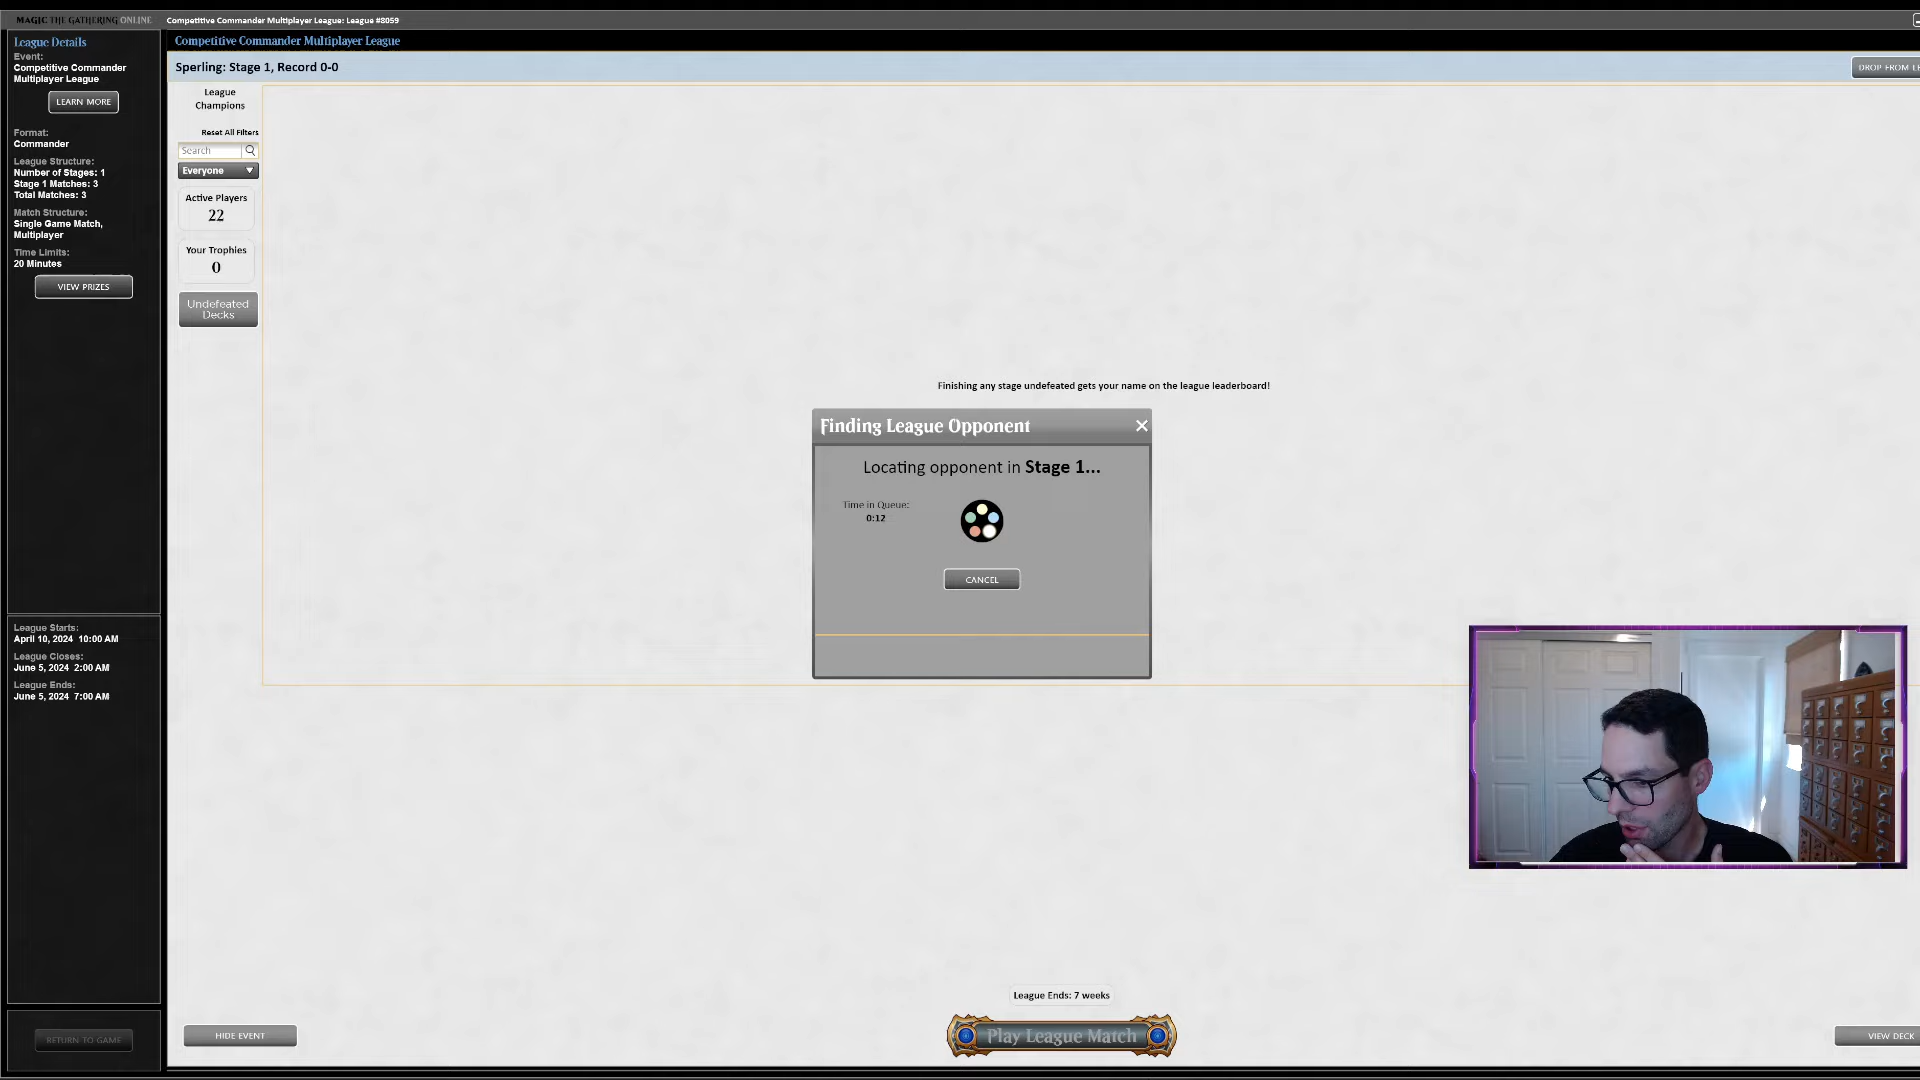 MAGIC THE GATHERING ONLINE
Competitive Commander Multiplayer League: League #8059
League Details
Event:
Competitive Commander
Multiplayer League
LEARN MORE
Format:
Commander
League Structure:
Number of Stages: 1
Stage 1 Matches: 3
Total Matches: 3
Match Structure:
Single Game Match,
Multiplayer
Time Limits:
20 Minutes
VIEW PRIZES
League Starts:
April 10, 2024 10:00 AM
League Closes:
June 5, 2024 2:00 AM
League Ends:
June 5, 2024 7:00 AM
RETURN TO GAME
Competitive Commander Multiplayer League
Sperling: Stage 1, Record 0-0
DROP FROM LE
League
Champions
Reset All Filters
Search
Everyone
Active Players
22
Your Trophies
0
Undefeated
Decks
Finishing any stage undefeated gets your name on the league leaderboard!
Finding League Opponent
Locating opponent in Stage 1...
Time in Queue:
0:12
CANCEL
League Ends: 7 weeks
HIDE EVENT
Play League Match
VIEW DECK